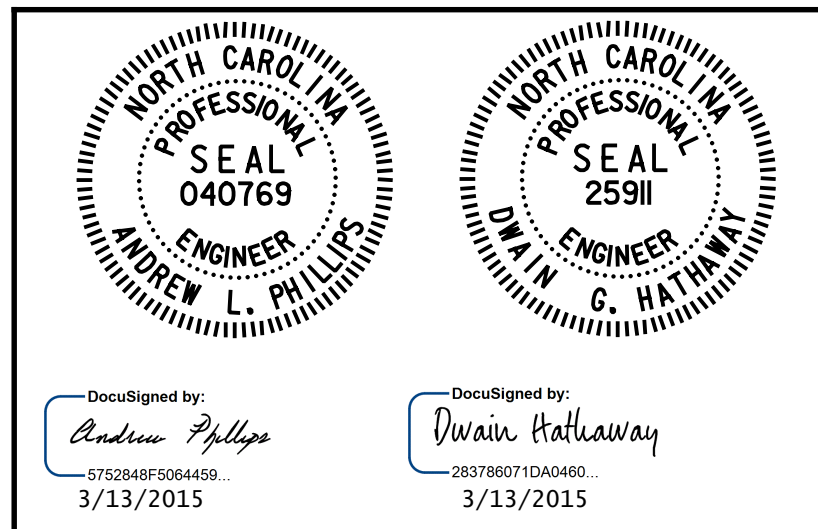 NORTH CAROLINA
PROFESSIONAL
SEAL
040769
ENGINEER
ANDREW L. PHILLIPS
NORTH CAROLINA
PROFESSIONAL
SEAL
25911
ENGINEER
DWAIN G. HATHAWAY
DocuSigned by:
Andrew Phillips
5752848F5064459...
3/13/2015
DocuSigned by:
Dwain Hathaway
283786071DA0460...
3/13/2015